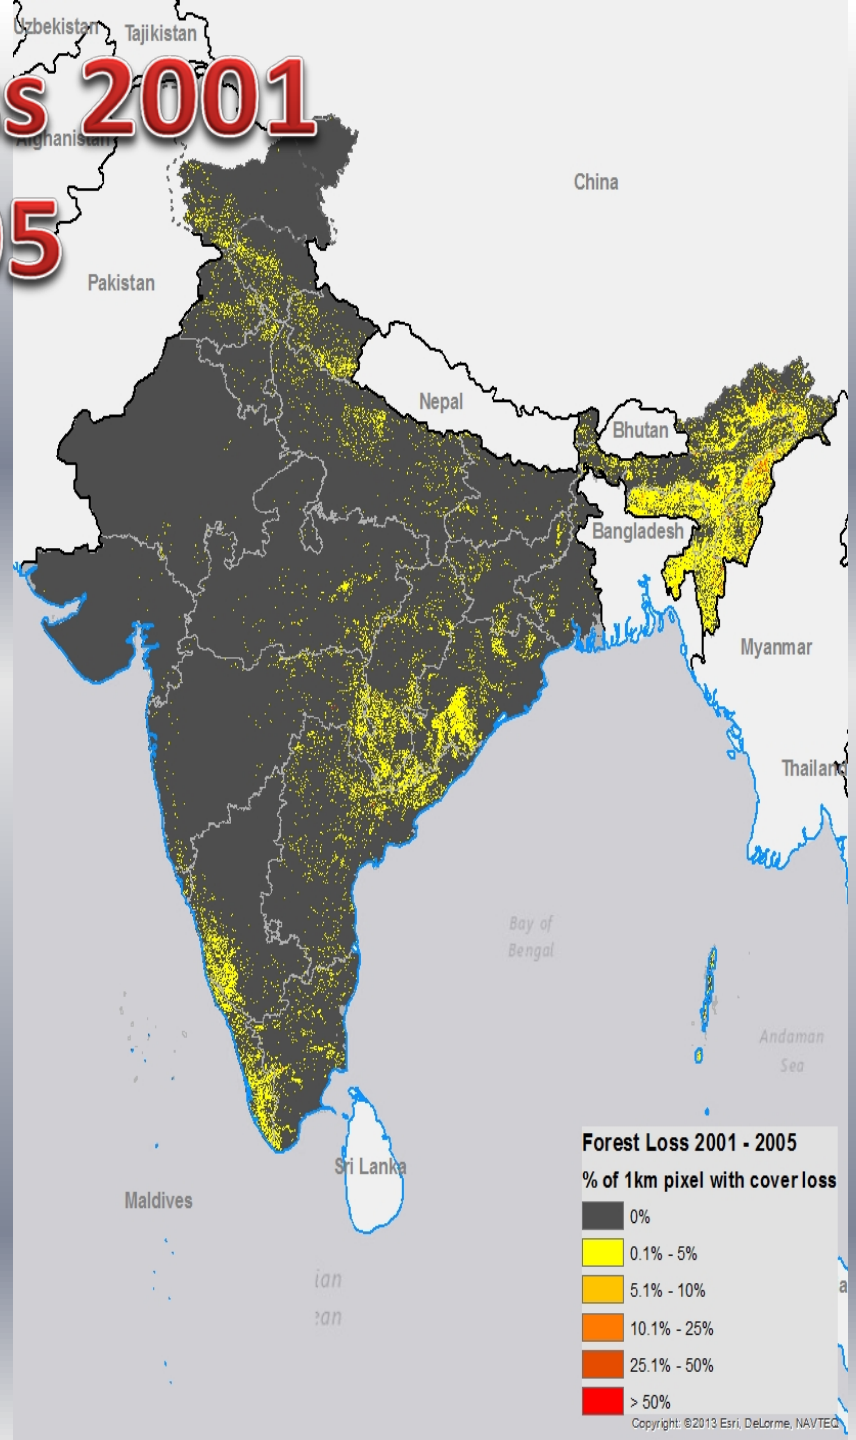 Uzbekistan
Tajikistan
s 2001
Afghanistan
China
05
Pakistan
Nepal
Bhutan
Bangladesh
Myanmar
Thailand
Bay of
Bengal
Andaman
Sea
Forest Loss 2001 - 2005
% of 1km pixel with cover loss
Sri Lanka
Maldives
0%
0.1% - 5%
ian
5.1% - 10%
a
ean
10.1% - 25%
25.1% - 50%
> 50%
Copyright: ©2013 Esri, DeLorme, NAVTEQ